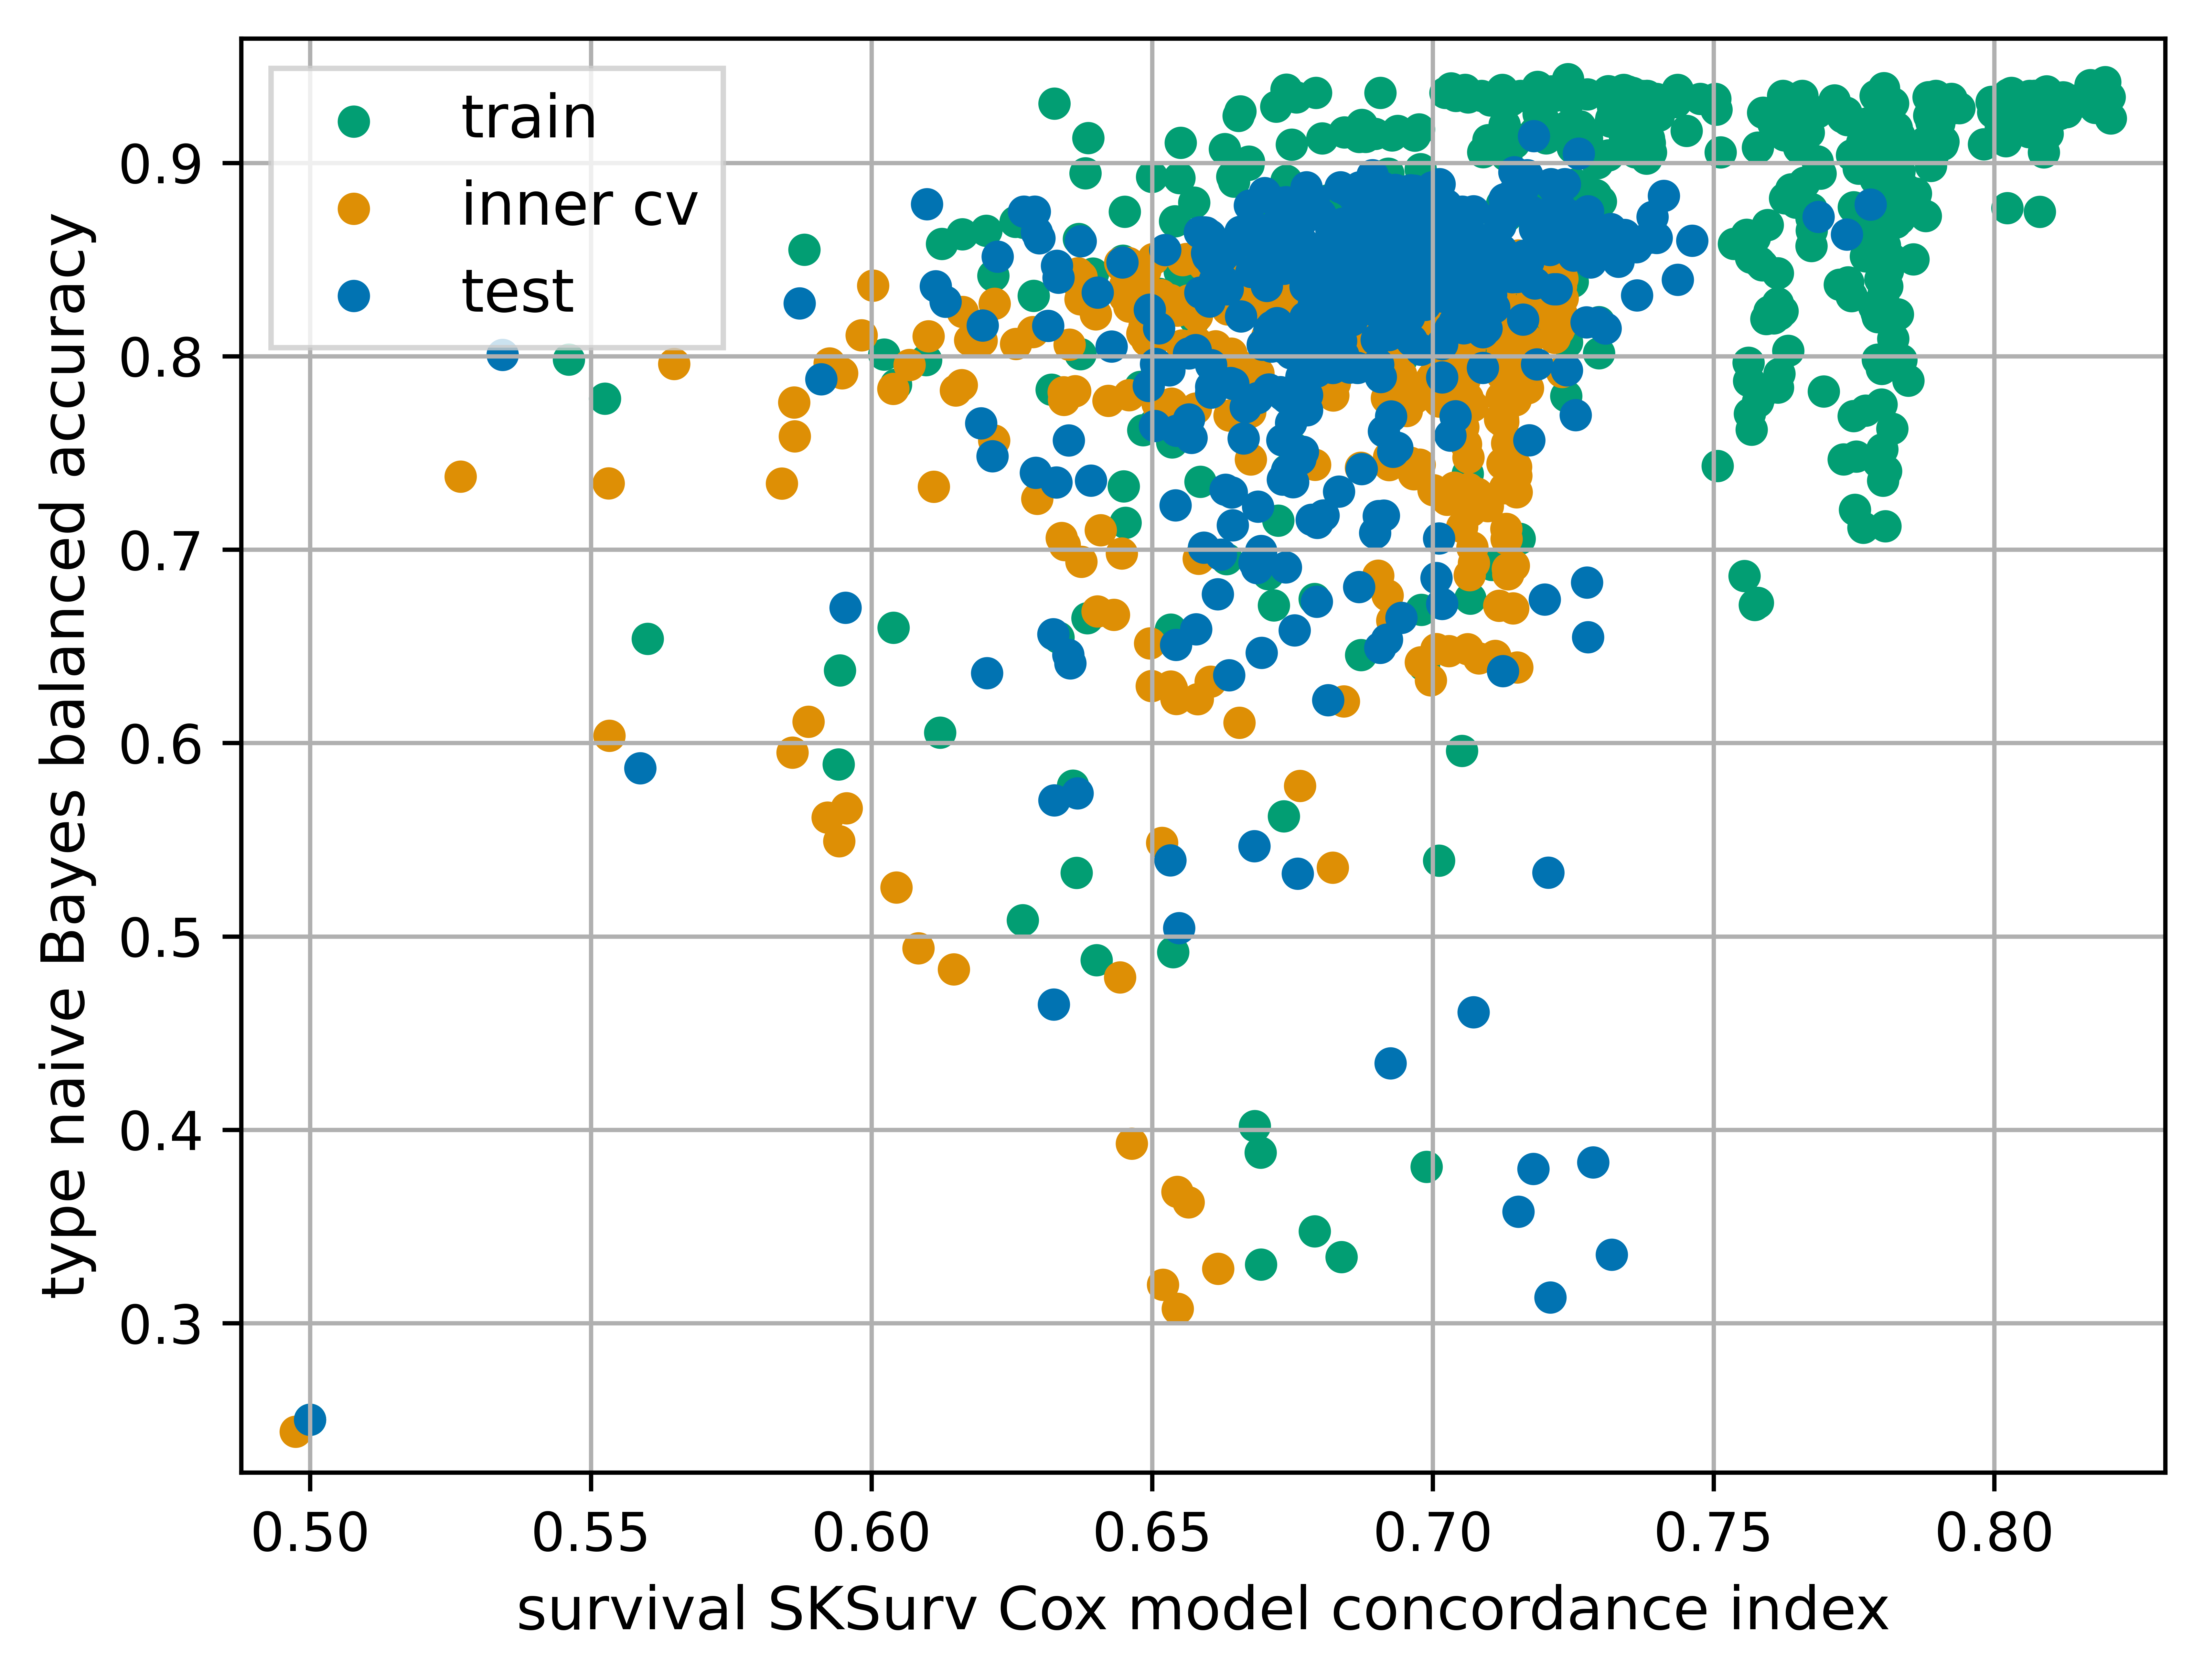 train
inner cv
test
0.9
0.8
0.7
0.6
0.5
0.4
0.3
type naive Bayes balanced accuracy
0.50 0.55 0.60 0.65 0.70 0.75 0.80
survival SKSurv Cox model concordance index